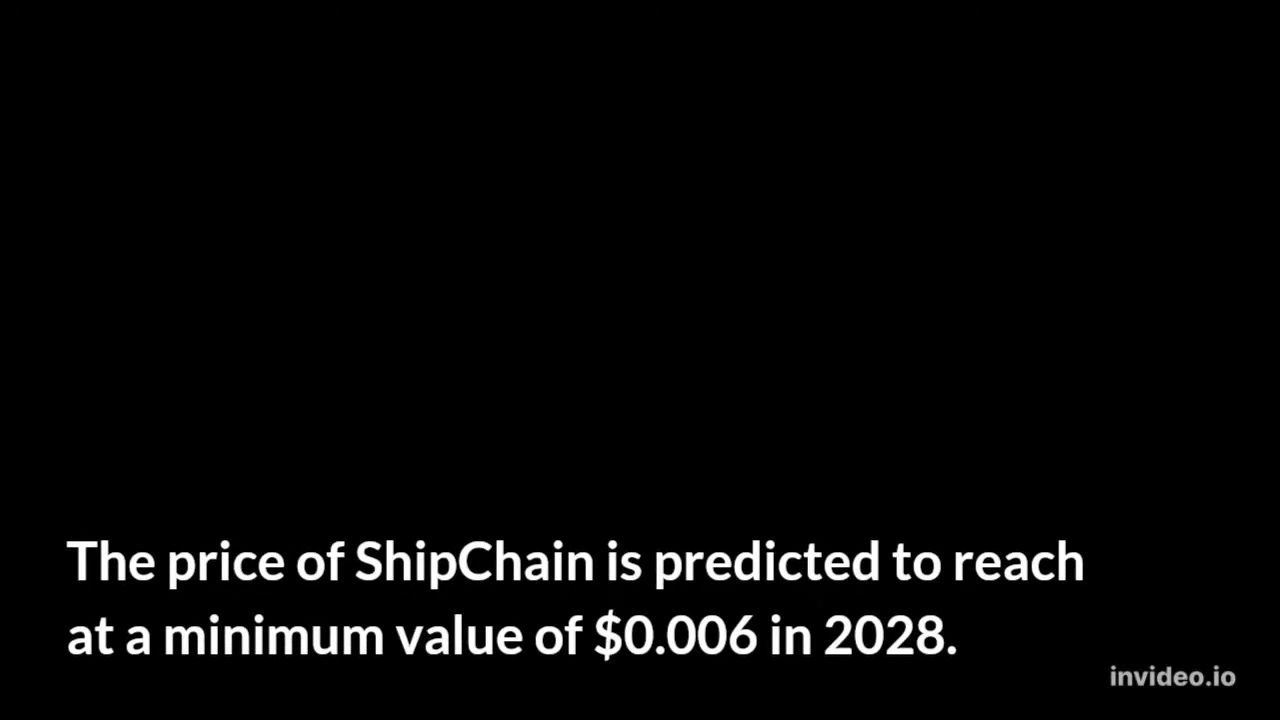 The price of ShipChain is predicted to reach
at a minimum value of $0.006 in 2028.
invideo.io